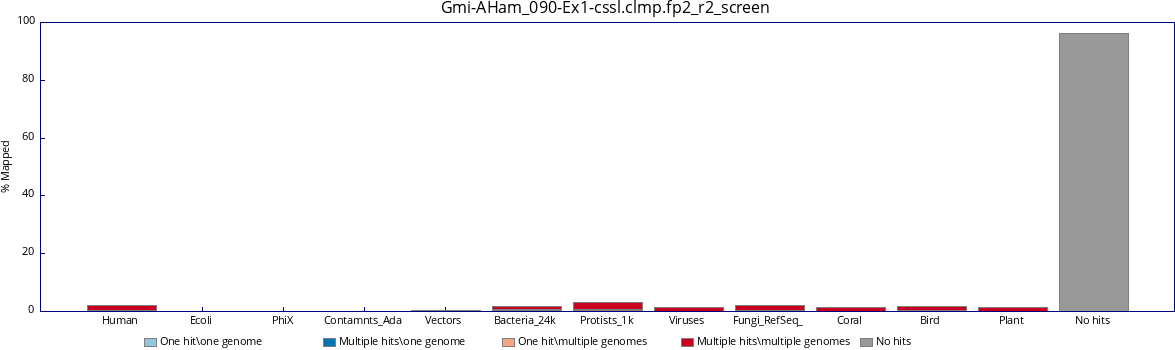 Gmi-AHam_090-Ex1-cssl.clmp.fp2_r2_screen
100
80
60
40
20
0
% Mapped
Human Ecoli PhiX Contamnts_Ada Vectors Bacteria_24k Protists_1k Viruses Fungi_RefSeq_ Coral Bird Plant No hits
One hit\one genome Multiple hits\one genome One hit\multiple genomes Multiple hits\multiple genomes No hits